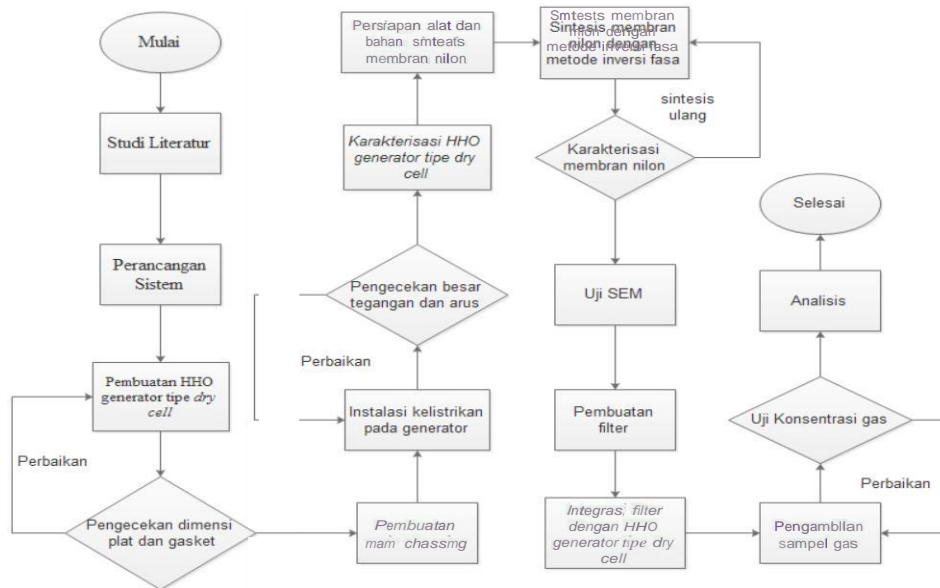 Mulai
Studi Literatur
Perancangan
Sistem
Pembuatan HHO
generator tipe dry
cell
Perbaikan
Pengecekan dimensi
plat dan gasket
Pembuatan
main chassing
Instalasi kelistrikan
pada generator
Perbaikan
Pengecekan besar
tegangan dan arus
Karakterisasi HHO
generator tipe dry
cell
Persiapan alat dan
bahan
membran nilon
Sintesis membran
nilon dengan
metode inversi fasa
sintesis
ulang
Karakterisasi
membran nilon
Uji SEM
Pembuatan
filter
Integrasi filter
dengan HHO
generator tipe dry
cell
Pengambilan
sampel gas
Perbaikan
Uji Konsentrasi gas
Analisis
Selesai